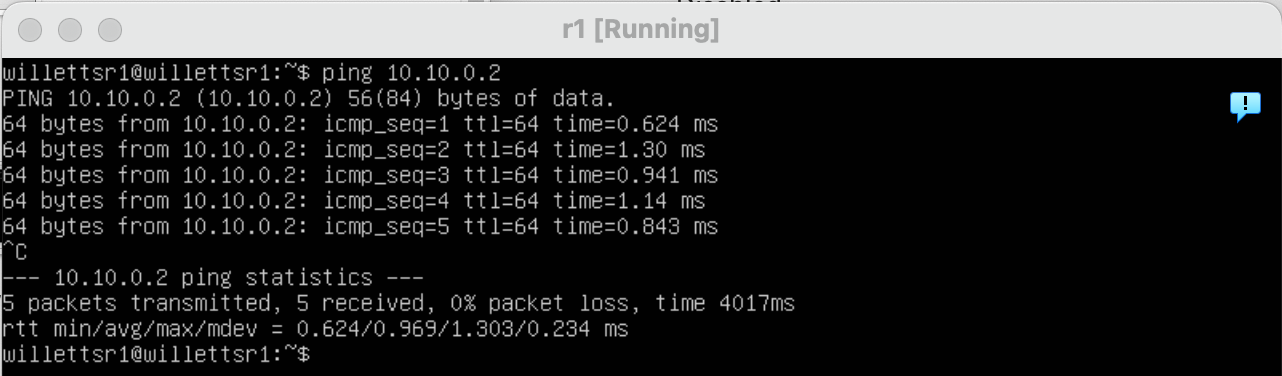 Disabled
r1 [Running]
willettsr1@willettsr1:~$ ping 10.10.0.2
PING 10.10.0.2 (10.10.0.2) 56(84) bytes of data.
64 bytes from 10.10.0.2: icmp_seq=1 ttl=64 time=0.624 ms
64 bytes from 10.10.0.2: icmp_seq=2 ttl=64 time=1.30 ms
64 bytes from 10.10.0.2: icmp_seq=3 ttl=64 time=0.941 ms
64 bytes from 10.10.0.2: icmp_seq=4 ttl=64 time=1.14 ms
64 bytes from 10.10.0.2: icmp_seq=5 ttl=64 time=0.843 ms
^C
--- 10.10.0.2 ping statistics ---
5 packets transmitted, 5 received, 0% packet loss, time 4017ms
rtt min/avg/max/mdev = 0.624/0.969/1.303/0.234 ms
willettsr1@willettsr1:~$